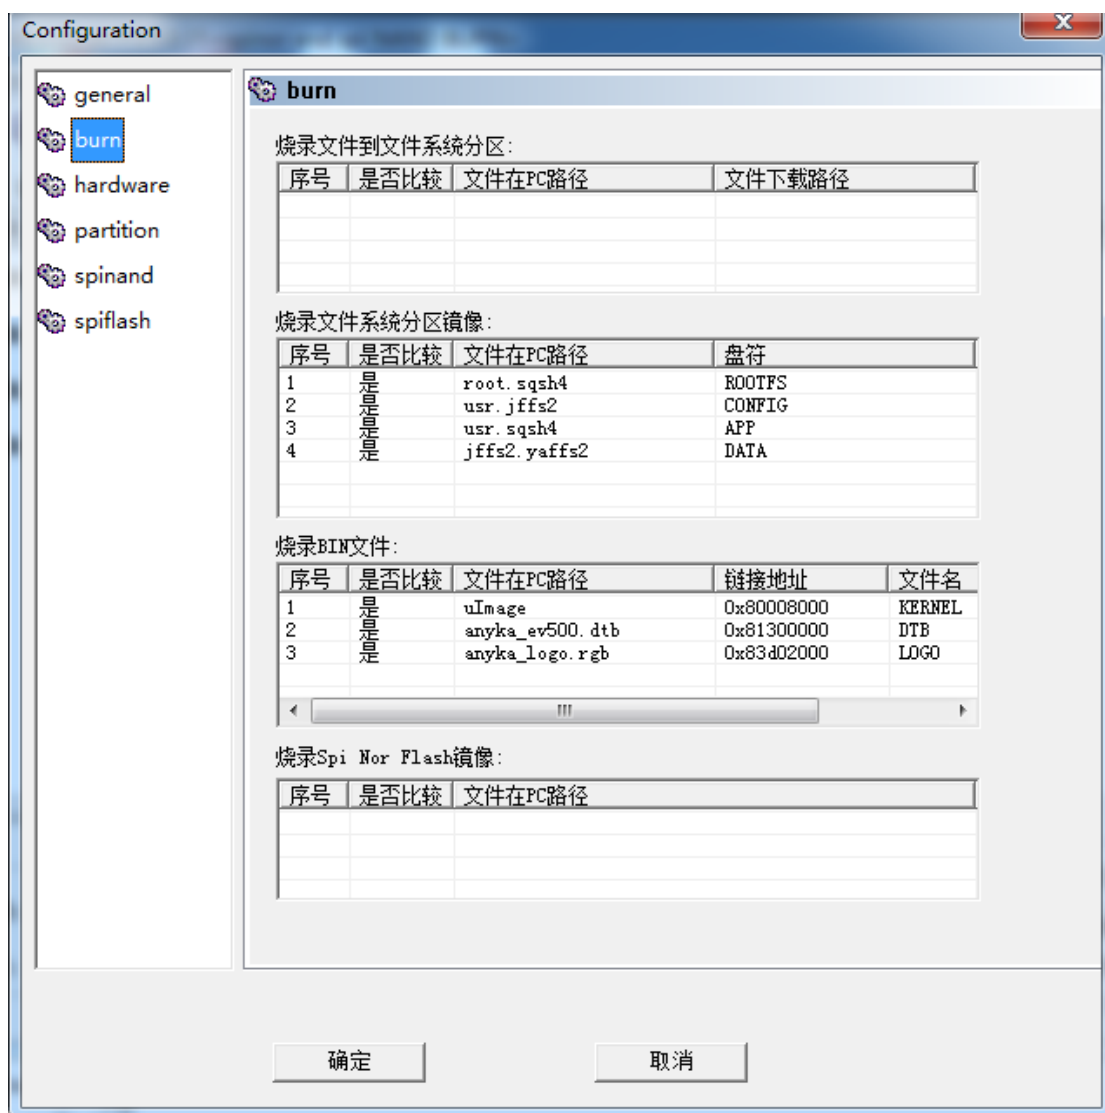 Configuration
general
burn
hardware
partition
spinand
spiflash
burn
烧录文件到文件系统分区:
序号 是否比较 文件在PC路径 文件下载路径
烧录文件系统分区镜像:
序号 是否比较 文件在PC路径 盘符
1 是 root.sqsh4 ROOTFS
2 是 usr.jffs2 CONFIG
3 是 usr.sqsh4 APP
4 是 jffs2.yaffs2 DATA
烧录BIN文件:
序号 是否比较 文件在PC路径 链接地址 文件名
1 是 uImage 0x80008000 KERNEL
2 是 anyka_ev500.dtb 0x81300000 DTB
3 是 anyka_logo.rgb 0x83d02000 LOGO
烧录Spi Nor Flash镜像:
序号 是否比较 文件在PC路径
确定 取消